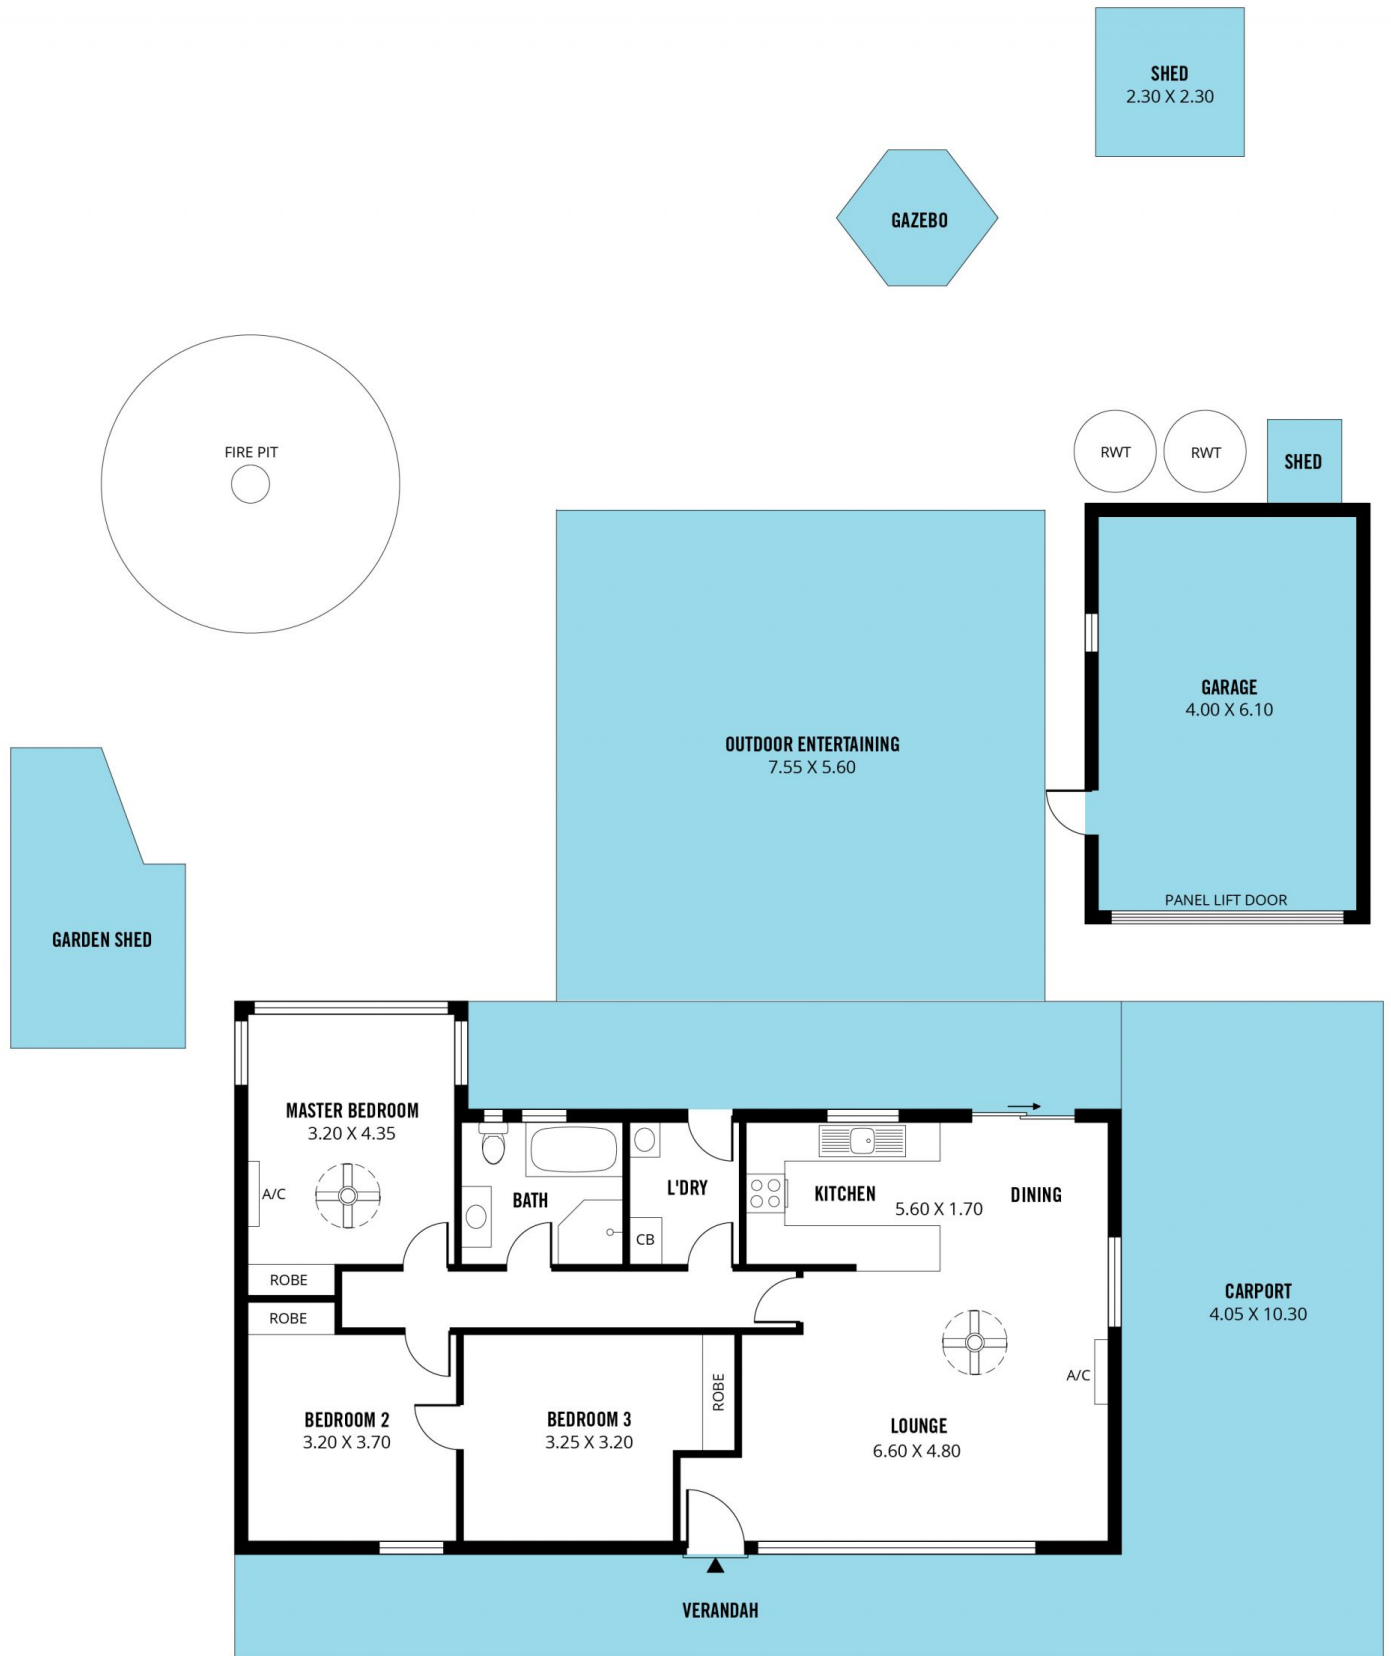 SHED
2.30 X 2.30
GAZEBO
FIRE PIT
RWT
RWT
SHED
GARAGE
4.00 X 6.10
PANEL LIFT DOOR
OUTDOOR ENTERTAINING
7.55 X 5.60
GARDEN SHED
MASTER BEDROOM
3.20 X 4.35
A/C
ROBE
ROBE
BATH
L'DRY
CB
KITCHEN
5.60 X 1.70
DINING
CARPORT
4.05 X 10.30
A/C
BEDROOM 2
3.20 X 3.70
BEDROOM 3
3.25 X 3.20
ROBE
LOUNGE
6.60 X 4.80
VERANDAH